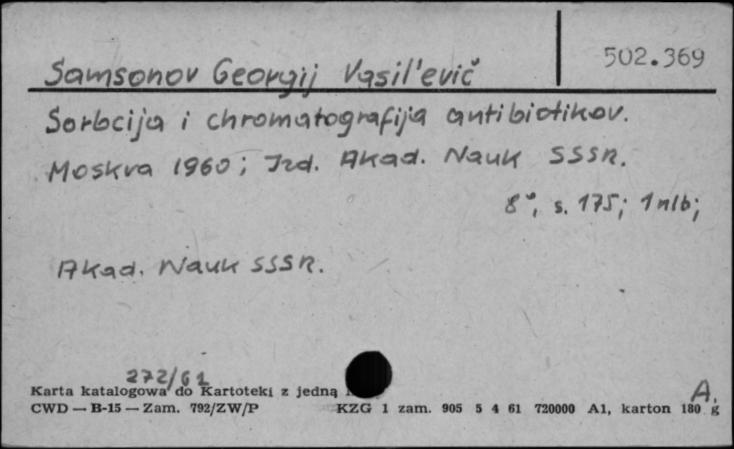 502.369
Samsonov Georgij Vasil'evič
Sorbcija i chromatografija antibiotikov.
Moskva 1960; Izd. Akad. Nauk SSSR.
8°, s. 175; 1 nlb;
Akad. Nauk SSSR.
272/61
Karta katalogowa do Kartoteki z jedną
A.
CWD — B-15 — Zam. 792/ZW/P KZG 1 zam. 905 5 4 61 720000 A1, karton 180 g